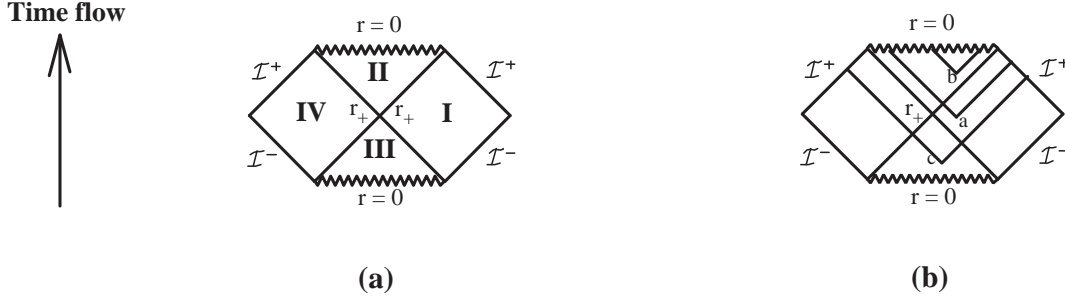 Time flow
r = 0
ℐ⁺ II ℐ⁺
IV r₊ r₊ I
III
ℐ⁻ ℐ⁻
r = 0
(a)
r = 0
ℐ⁺ b ℐ⁺
r₊ a
c
ℐ⁻ ℐ⁻
r = 0
(b)